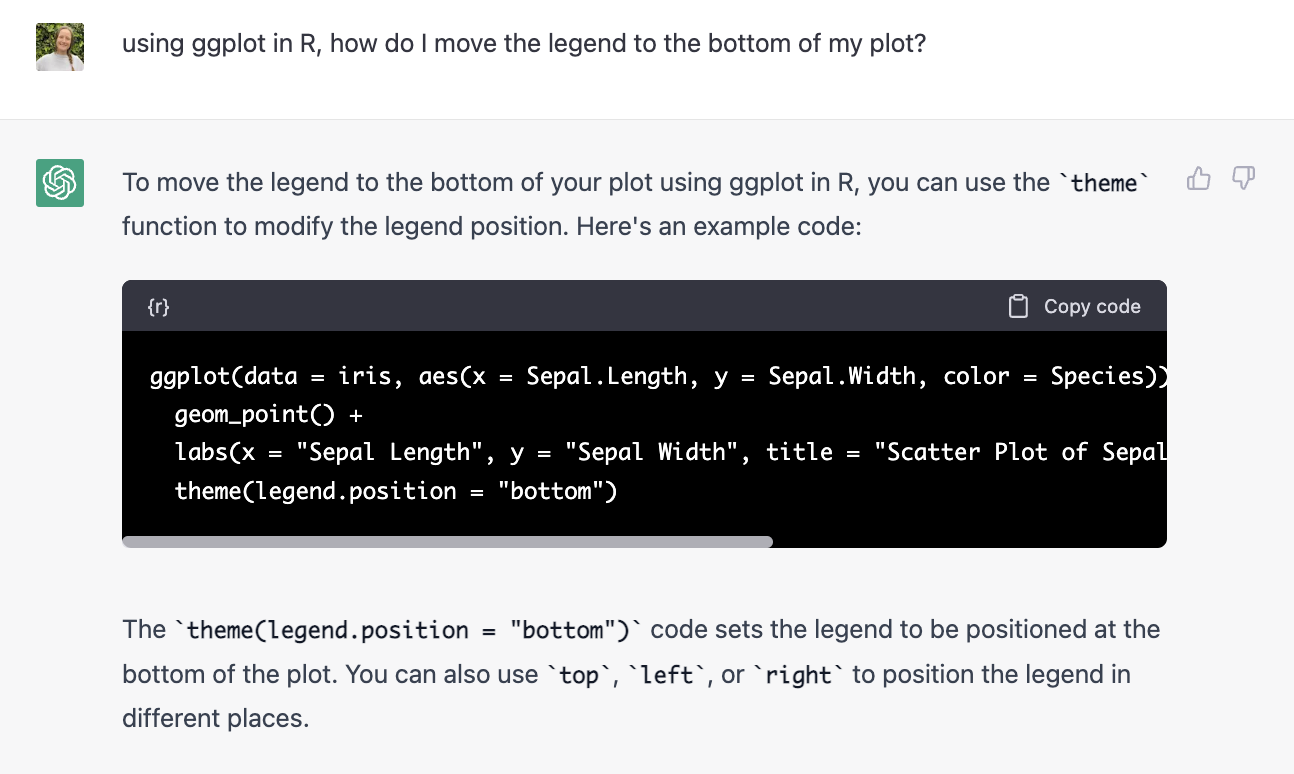 using ggplot in R, how do I move the legend to the bottom of my plot?
To move the legend to the bottom of your plot using ggplot in R, you can use the `theme`
function to modify the legend position. Here's an example code:
{r}
Copy code
ggplot(data = iris, aes(x = Sepal.Length, y = Sepal.Width, color = Species))
  geom_point() +
  labs(x = "Sepal Length", y = "Sepal Width", title = "Scatter Plot of Sepal
  theme(legend.position = "bottom")
The `theme(legend.position = "bottom")` code sets the legend to be positioned at the
bottom of the plot. You can also use `top`, `left`, or `right` to position the legend in
different places.